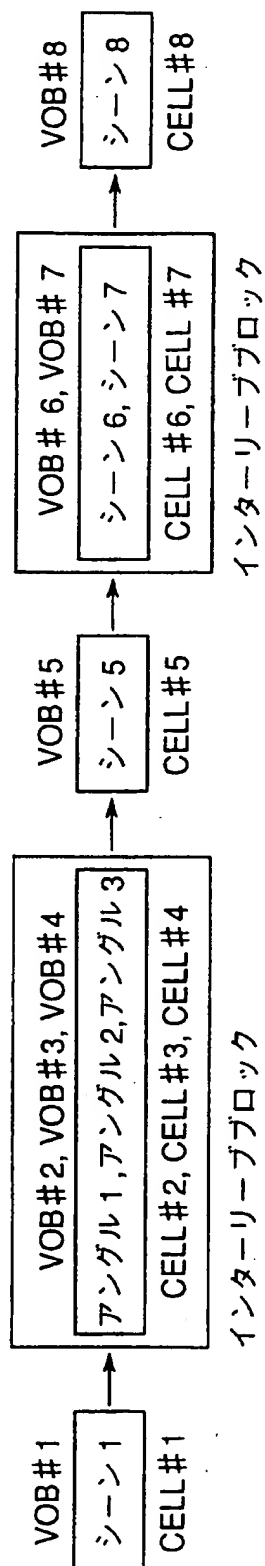 VOB#1
シーン1
CELL#1
VOB#2, VOB#3, VOB#4
アングル1,アングル2,アングル3
CELL#2, CELL#3, CELL#4
インターリーブブロック
VOB#5
シーン5
CELL#5
VOB# 6, VOB# 7
シーン6,シーン7
CELL #6, CELL #7
インターリーブブロック
VOB#8
シーン8
CELL#8